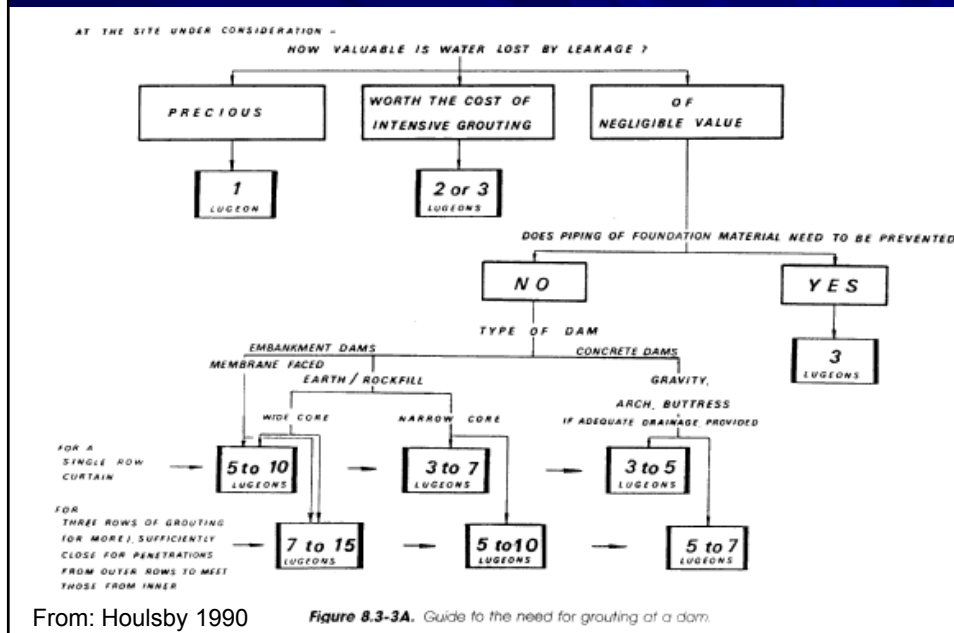 AT THE SITE UNDER CONSIDERATION –
HOW VALUABLE IS WATER LOST BY LEAKAGE ?
PRECIOUS
WORTH THE COST OF
INTENSIVE GROUTING
OF
NEGLIGIBLE VALUE
1
LUGEON
2 or 3
LUGEONS
DOES PIPING OF FOUNDATION MATERIAL NEED TO BE PREVENTED
NO
YES
3
LUGEONS
TYPE OF DAM
EMBANKMENT DAMS
CONCRETE DAMS
MEMBRANE FACED
EARTH / ROCKFILL
GRAVITY,
ARCH, BUTTRESS
IF ADEQUATE DRAINAGE PROVIDED
WIDE CORE
NARROW CORE
FOR A
SINGLE ROW
CURTAIN
5 to 10
LUGEONS
3 to 7
LUGEONS
3 to 5
LUGEONS
FOR
THREE ROWS OF GROUTING
(OR MORE), SUFFICIENTLY
CLOSE FOR PENETRATIONS
FROM OUTER ROWS TO MEET
THOSE FROM INNER
7 to 15
LUGEONS
5 to 10
LUGEONS
5 to 7
LUGEONS
From: Houlsby 1990
Figure 8.3-3A. Guide to the need for grouting at a dam.